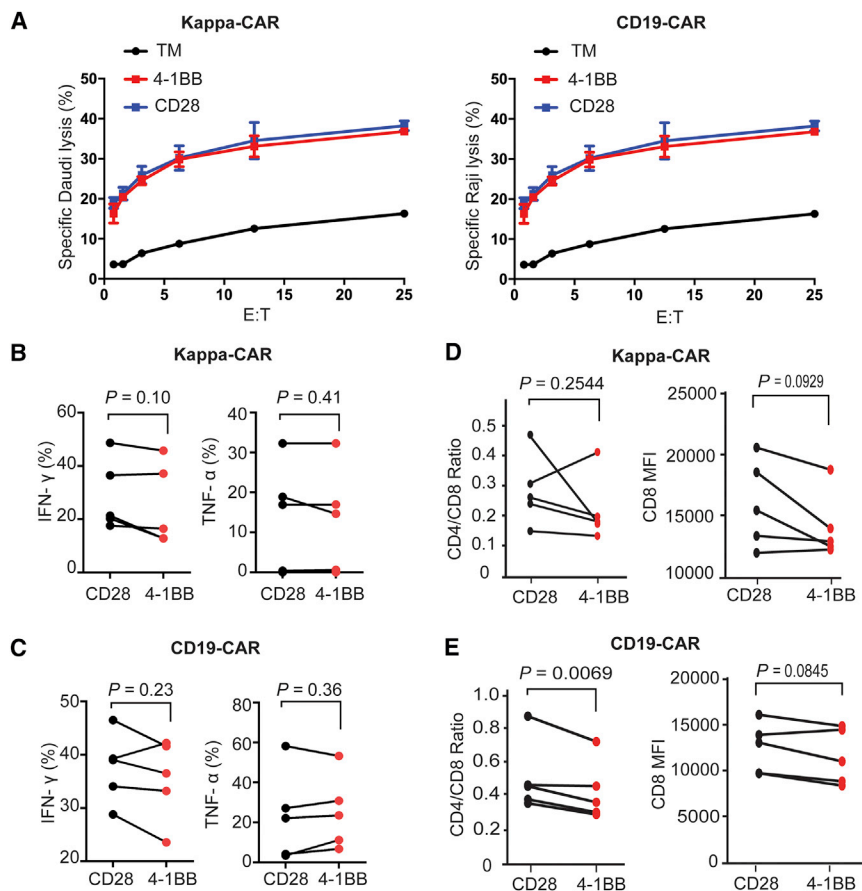 A
Kappa-CAR
TM
4-1BB
CD28
Specific Daudi lysis (%)
50
40
30
20
10
0
0 5 10 15 20 25
E:T
CD19-CAR
TM
4-1BB
CD28
Specific Raji lysis (%)
50
40
30
20
10
0
0 5 10 15 20 25
E:T
B
Kappa-CAR
P = 0.10
IFN- γ (%)
60
40
20
0
CD28 4-1BB
P = 0.41
TNF- α (%)
40
30
20
10
0
CD28 4-1BB
D
Kappa-CAR
P = 0.2544
CD4/CD8 Ratio
0.5
0.4
0.3
0.2
0.1
0
CD28 4-1BB
P = 0.0929
CD8 MFI
25000
20000
15000
10000
CD28 4-1BB
C
CD19-CAR
P = 0.23
IFN- γ (%)
50
40
30
20
CD28 4-1BB
P = 0.36
TNF- α (%)
80
60
40
20
0
CD28 4-1BB
E
CD19-CAR
P = 0.0069
CD4/CD8 Ratio
1.0
0.8
0.6
0.4
0.2
0
CD28 4-1BB
P = 0.0845
CD8 MFI
20000
15000
10000
5000
0
CD28 4-1BB